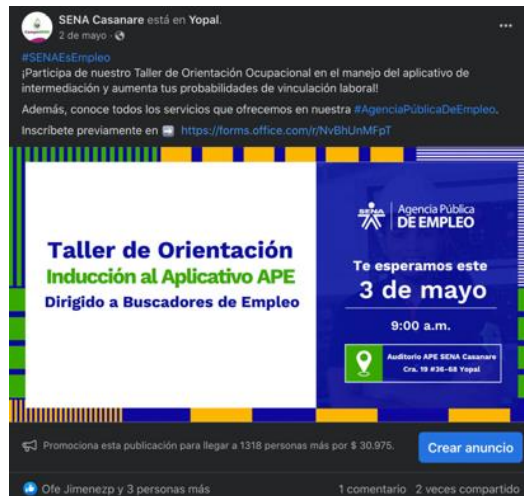 SENA Casanare está en Yopal.
2 de mayo ·
#SENAEsEmpleo
¡Participa de nuestro Taller de Orientación Ocupacional en el manejo del aplicativo de
intermediación y aumenta tus probabilidades de vinculación laboral!
Además, conoce todos los servicios que ofrecemos en nuestra #AgenciaPúblicaDeEmpleo.
Inscríbete previamente en ➡️ https://forms.office.com/r/NvBhUnMFpT
Taller de Orientación
Inducción al Aplicativo APE
Dirigido a Buscadores de Empleo
SENA
Agencia Pública
DE EMPLEO
Te esperamos este
3 de mayo
9:00 a.m.
Auditorio APE SENA Casanare
Cra. 19 #36-68 Yopal
Promociona esta publicación para llegar a 1318 personas más por $ 30.975.
Crear anuncio
Ofe Jimenezp y 3 personas más
1 comentario 2 veces compartido